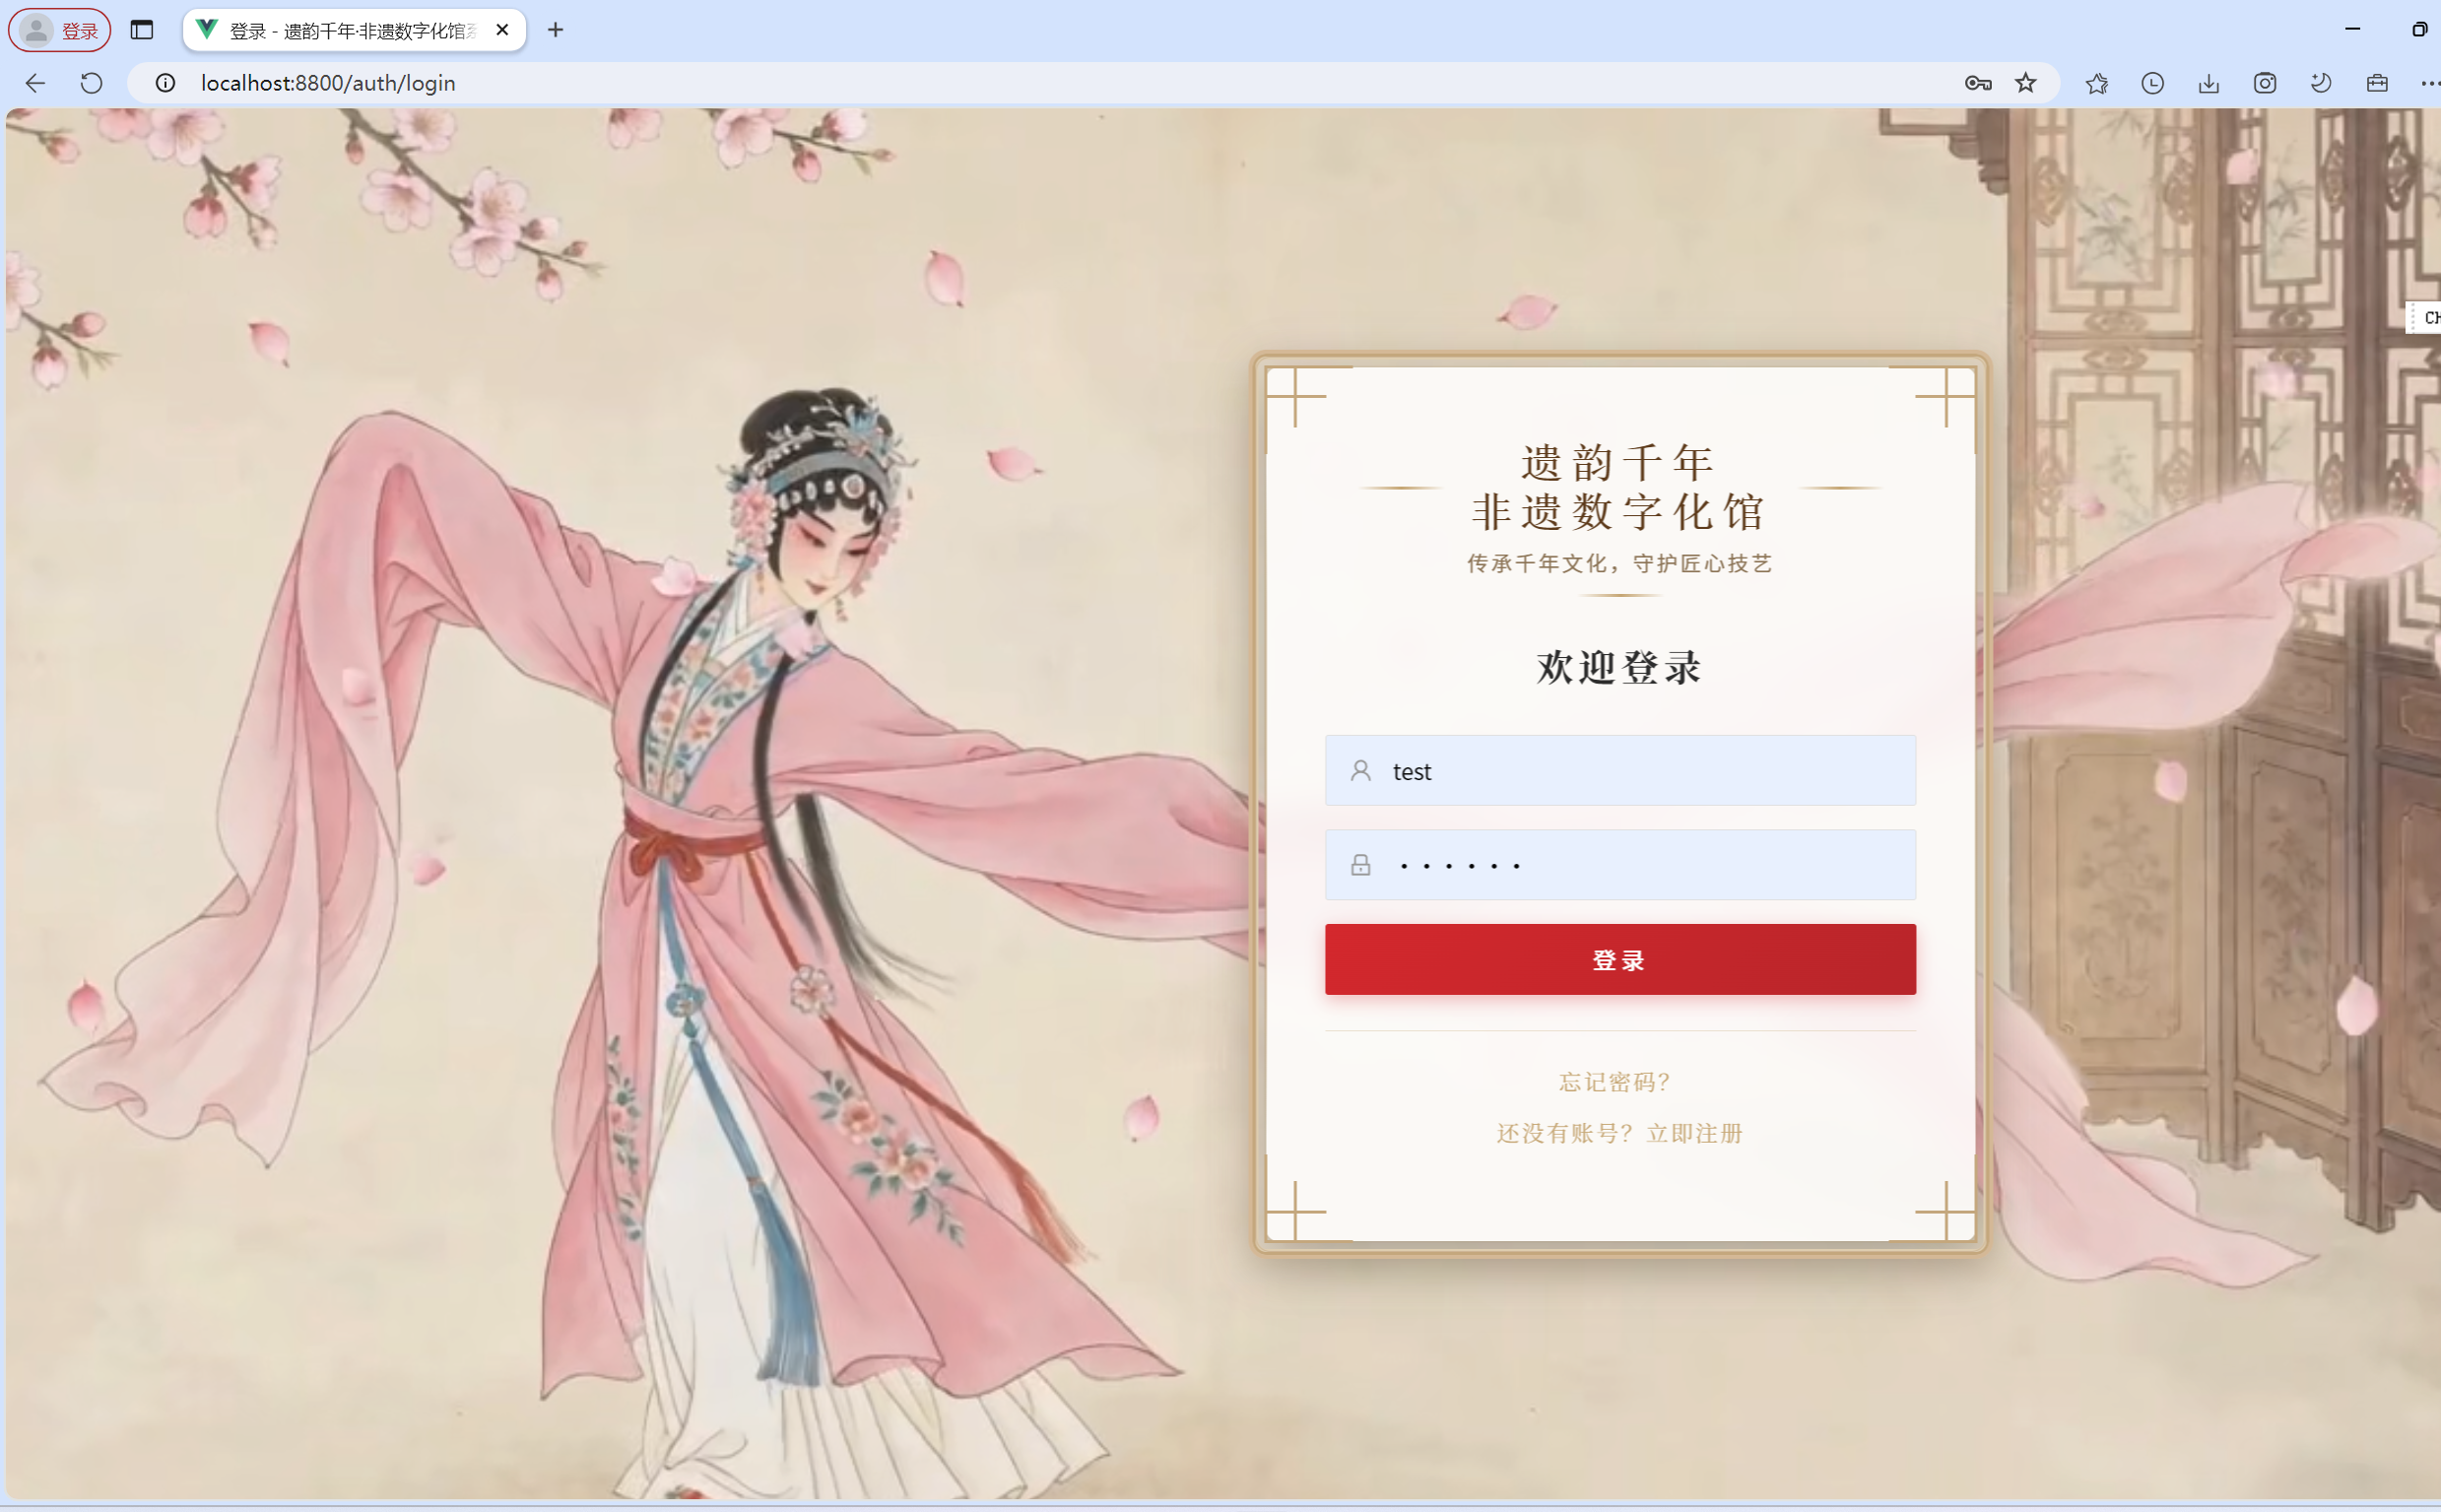 登录
登录 - 遗韵千年·非遗数字化馆
localhost:8800/auth/login
CH
遗韵千年
非遗数字化馆
传承千年文化，守护匠心技艺
欢迎登录
test
登录
忘记密码？
还没有账号？立即注册